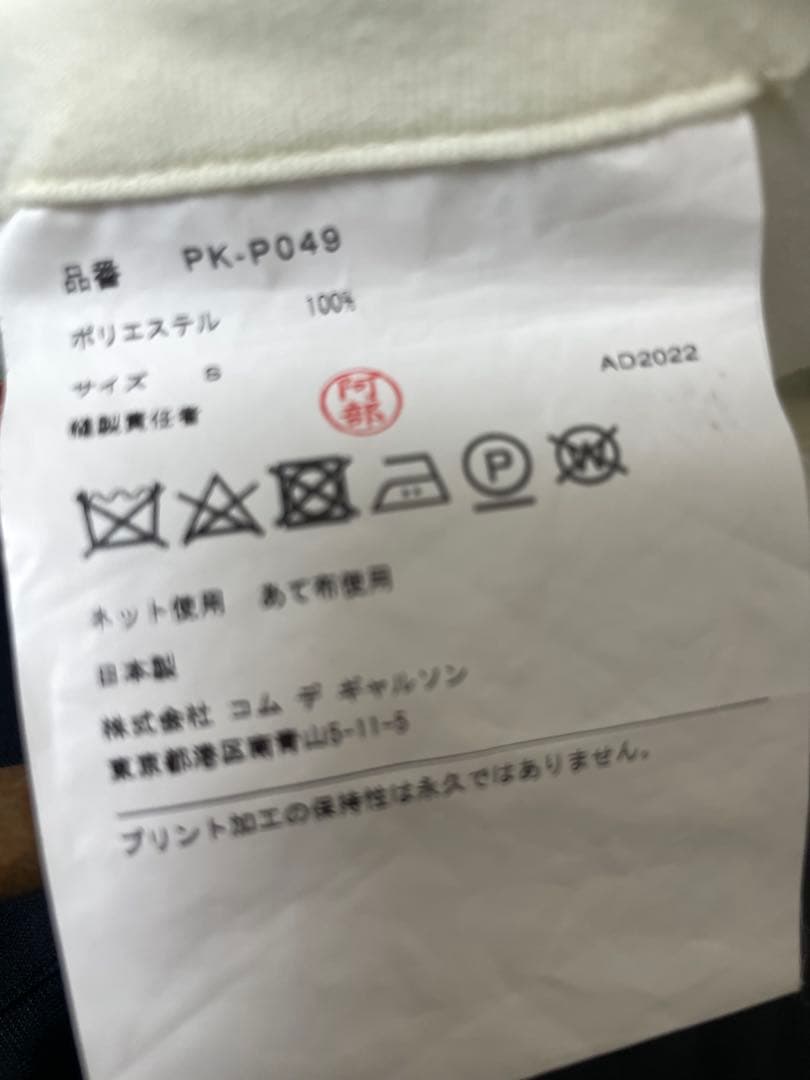 品番 PK-P049
ポリエステル 100%
サイズ S
AD2022
縫製責任者 阿部
P W
ネット使用 あて布使用
日本製
株式会社 コム デ ギャルソン
東京都港区南青山5-11-5
プリント加工の保持性は永久ではありません。